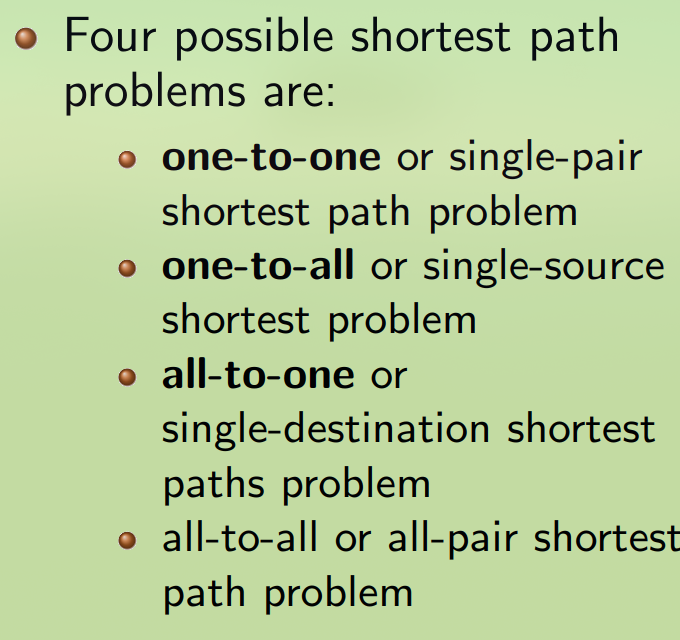 Four possible shortest path
problems are:
one-to-one or single-pair
shortest path problem
one-to-all or single-source
shortest problem
all-to-one or
single-destination shortest
paths problem
all-to-all or all-pair shortest
path problem